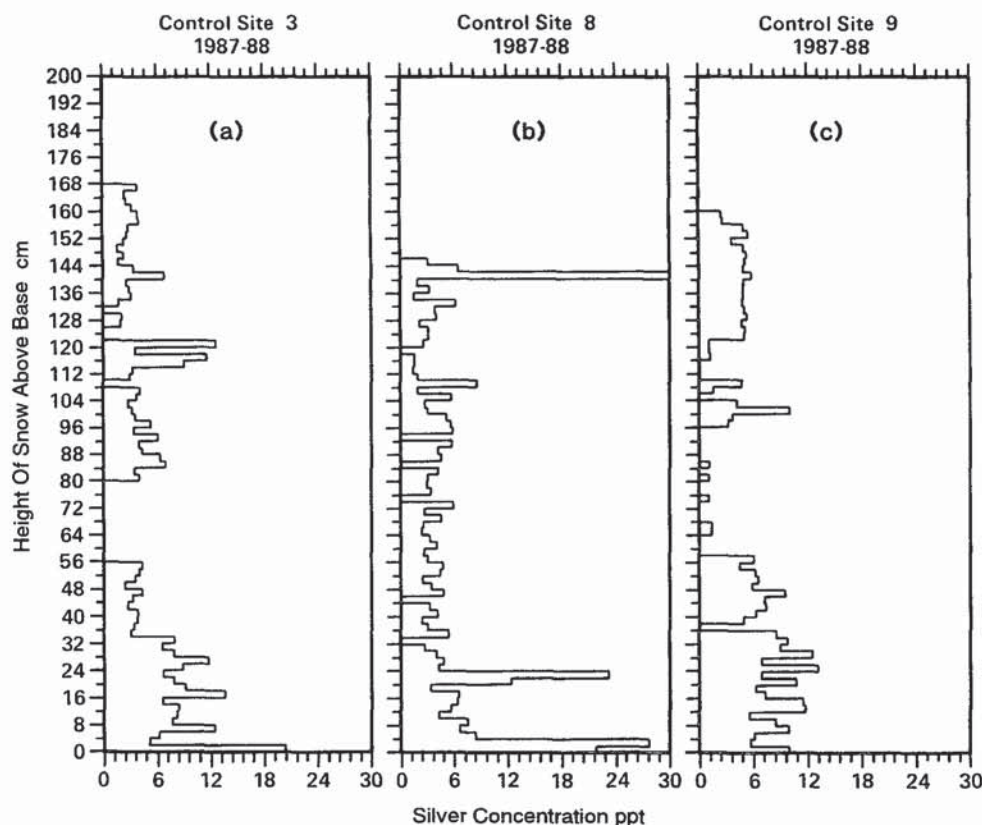 Control Site 3
1987-88
Control Site 8
1987-88
Control Site 9
1987-88
(a)
(b)
(c)
Height Of Snow Above Base cm
200
192
184
176
168
160
152
144
136
128
120
112
104
96
88
80
72
64
56
48
40
32
24
16
8
0
0 6 12 18 24 30
0 6 12 18 24 30
0 6 12 18 24 30
Silver Concentration ppt